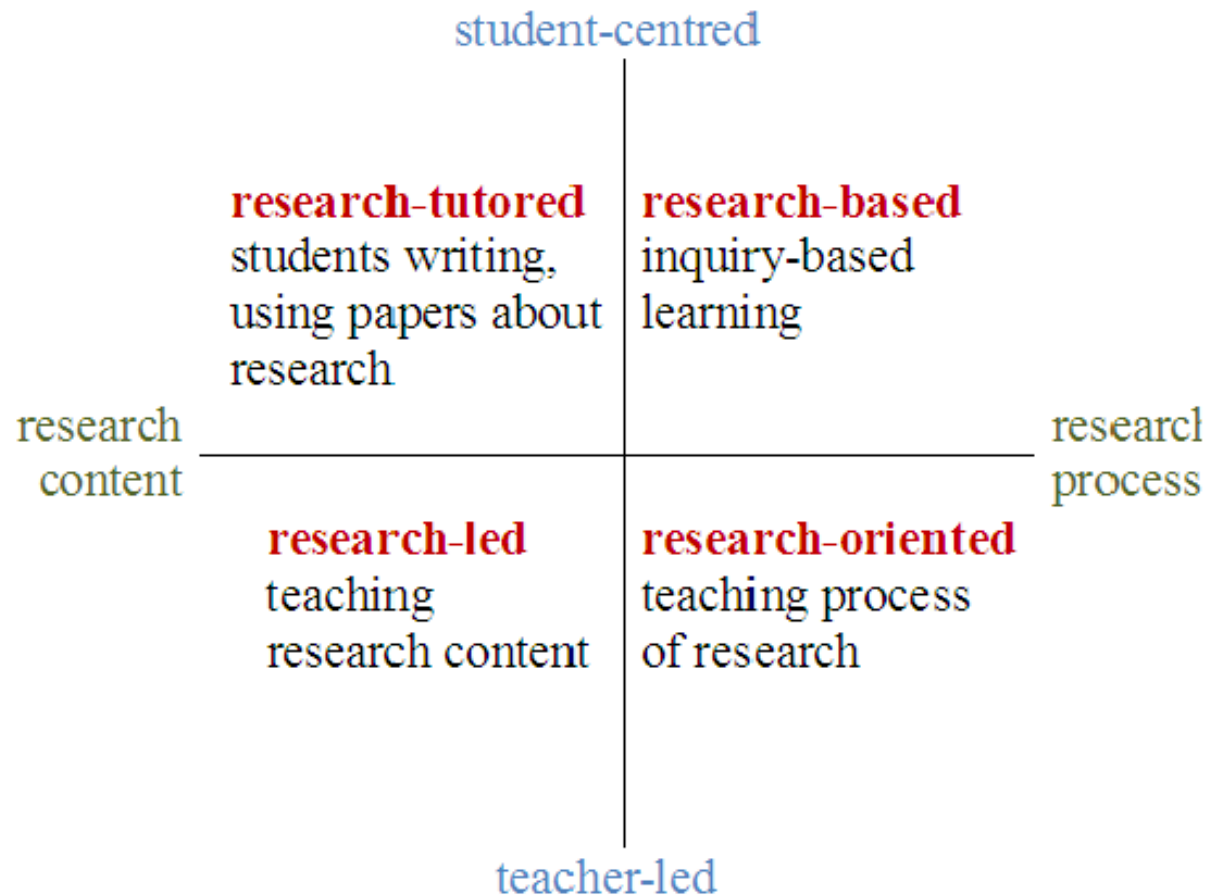 student-centred
research-tutored
students writing,
using papers about
research
research-based
inquiry-based
learning
research
content
research
process
research-led
teaching
research content
research-oriented
teaching process
of research
teacher-led